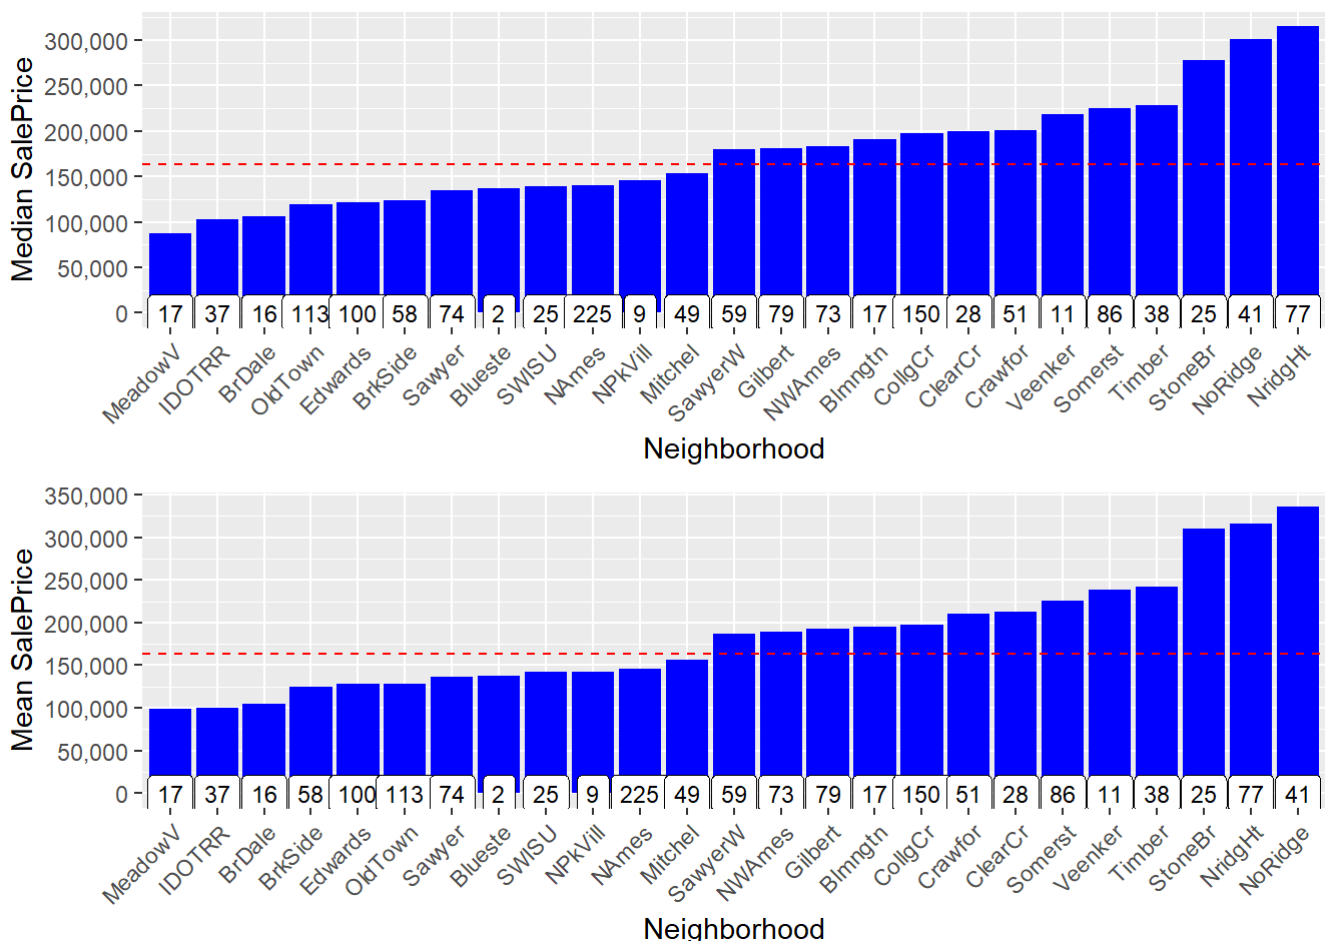 Median SalePrice
300,000
250,000
200,000
150,000
100,000
50,000
0
17 37 16 113 100 58 74 2 25 225 9 49 59 79 73 17 150 28 51 11 86 38 25 41 77
MeadowV IDOTRR BrDale OldTown Edwards BrkSide Sawyer Blueste SWISU NAmes NPkVill Mitchel SawyerW Gilbert NWAmes Blmngtn CollgCr ClearCr Crawfor Veenker Somerst Timber StoneBr NoRidge NridgHt
Neighborhood
Mean SalePrice
350,000
300,000
250,000
200,000
150,000
100,000
50,000
0
17 37 16 58 100 113 74 2 25 9 225 49 59 73 79 17 150 51 28 86 11 38 25 77 41
MeadowV IDOTRR BrDale BrkSide Edwards OldTown Sawyer Blueste SWISU NPkVill NAmes Mitchel SawyerW NWAmes Gilbert Blmngtn CollgCr Crawfor ClearCr Somerst Veenker Timber StoneBr NridgHt NoRidge
Neighborhood